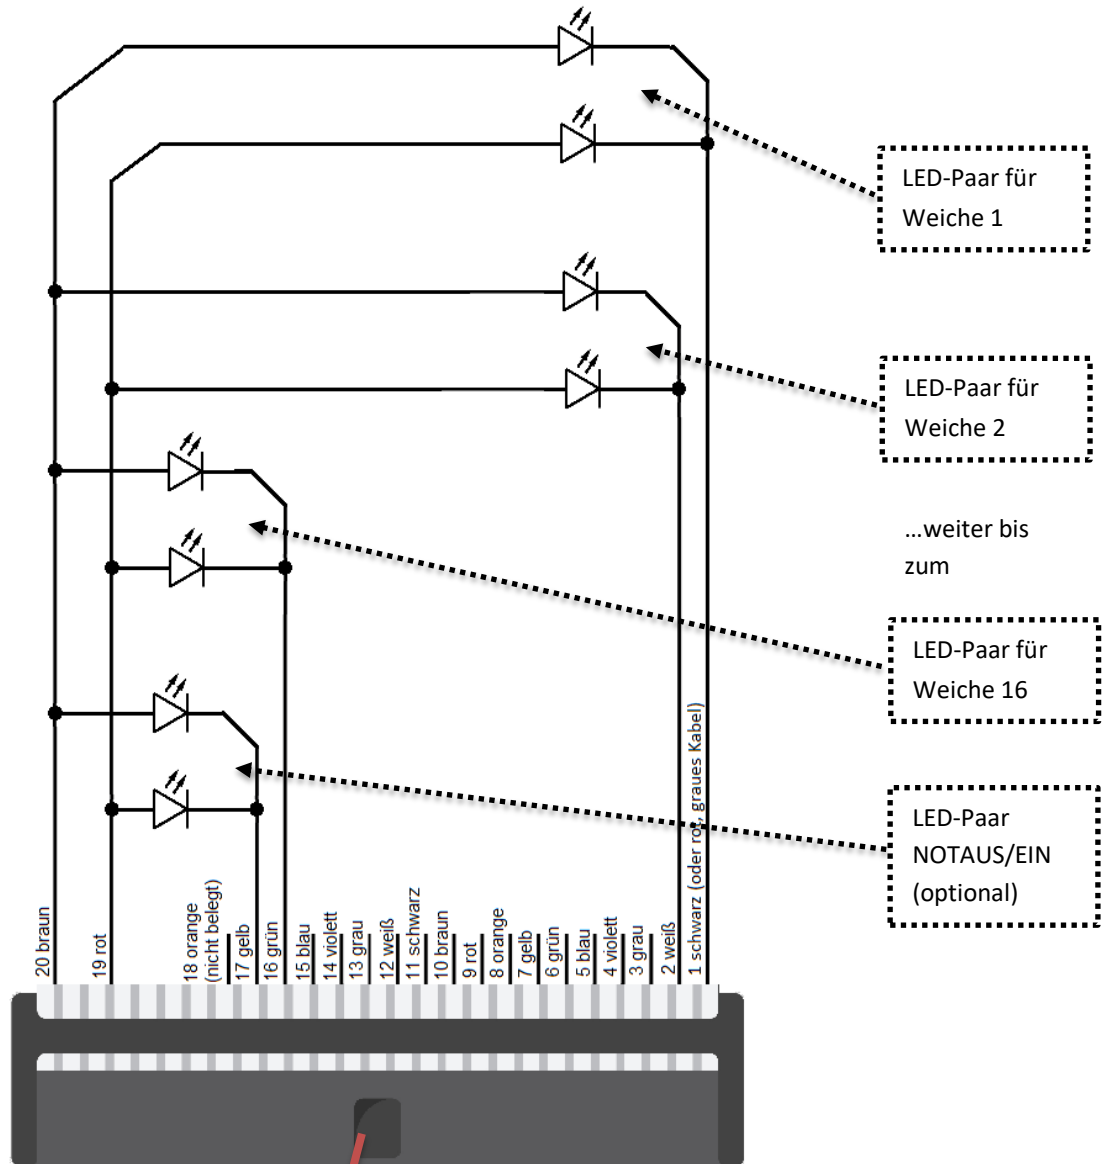 LED-Paar für
Weiche 1
LED-Paar für
Weiche 2
...weiter bis
zum
LED-Paar für
Weiche 16
LED-Paar
NOTAUS/EIN
(optional)
20 braun
19 rot
18 orange
(nicht belegt)
17 gelb
16 grün
15 blau
14 violett
13 grau
12 weiß
11 schwarz
10 braun
9 rot
8 orange
7 gelb
6 grün
5 blau
4 violett
3 grau
2 weiß
1 schwarz (oder rot, graues Kabel)